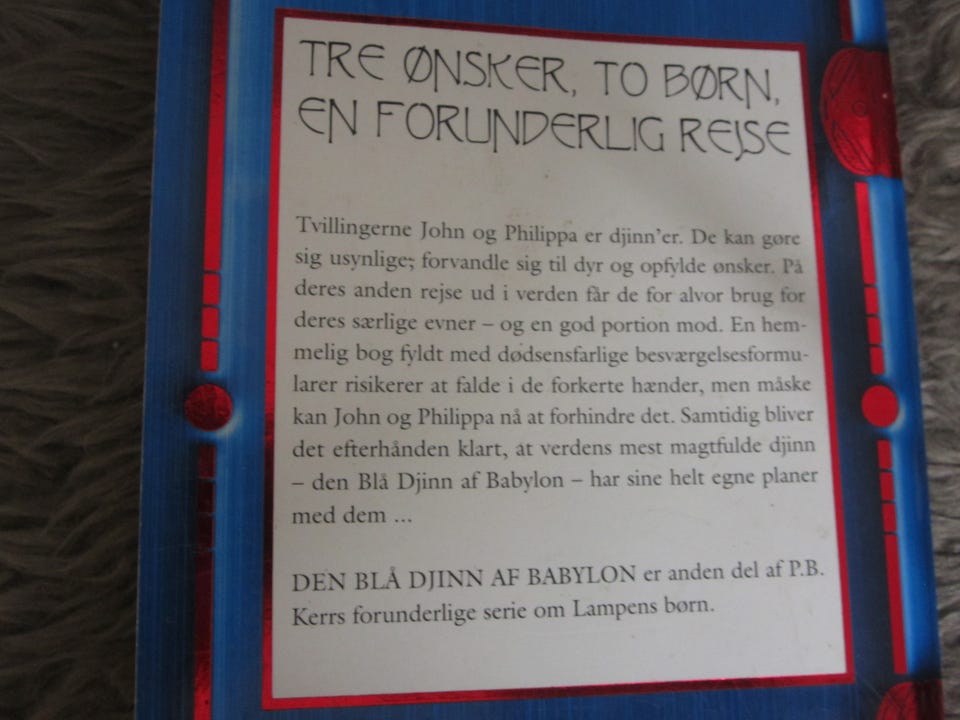 TRE ØNSKER, TO BØRN,
EN FORUNDERLIG REJSE
Tvillingerne John og Philippa er djinn'er. De kan gøre
sig usynlige, forvandle sig til dyr og opfylde ønsker. På
deres anden rejse ud i verden får de for alvor brug for
deres særlige evner – og en god portion mod. En hem-
melig bog fyldt med dødsensfarlige besværgelsesformu-
larer risikerer at falde i de forkerte hænder, men måske
kan John og Philippa nå at forhindre det. Samtidig bliver
det efterhånden klart, at verdens mest magtfulde djinn
– den Blå Djinn af Babylon – har sine helt egne planer
med dem ...
DEN BLÅ DJINN AF BABYLON er anden del af P.B.
Kerrs forunderlige serie om Lampens børn.